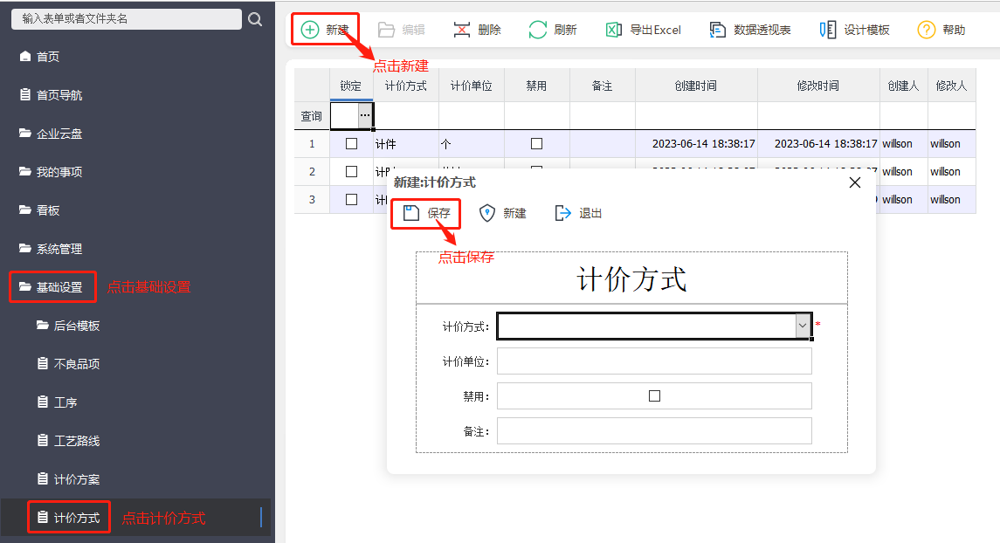 输入表单或者文件夹名
首页
首页导航
企业云盘
我的事项
看板
系统管理
基础设置 点击基础设置
后台模板
不良品项
工序
工艺路线
计价方案
计价方式 点击计价方式
新建 编辑 删除 刷新 导出Excel 数据透视表 设计模板 帮助
点击新建
锁定 计价方式 计价单位 禁用 备注 创建时间 修改时间 创建人 修改人
查询 ...
1 计件 个 2023-06-14 18:38:17 2023-06-14 18:38:17 willson willson
2 willson willson
3 willson willson
新建:计价方式
保存 新建 退出
点击保存
计价方式
计价方式: *
计价单位:
禁用:
备注: